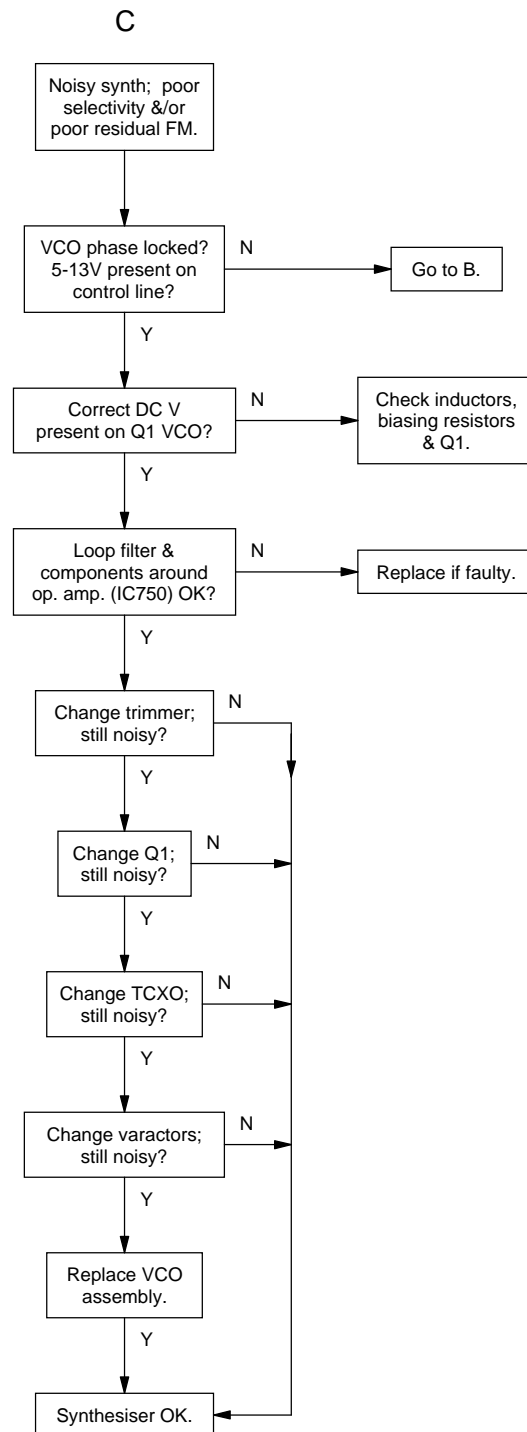 C
Noisy synth; poor
selectivity &/or
poor residual FM.
VCO phase locked?
5-13V present on
control line?
N
Go to B.
Y
Correct DC V
present on Q1 VCO?
N
Check inductors,
biasing resistors
& Q1.
Y
Loop filter &
components around
op. amp. (IC750) OK?
N
Replace if faulty.
Y
Change trimmer;
still noisy?
N
Y
Change Q1;
still noisy?
N
Y
Change TCXO;
still noisy?
N
Y
Change varactors;
still noisy?
N
Y
Replace VCO
assembly.
Y
Synthesiser OK.